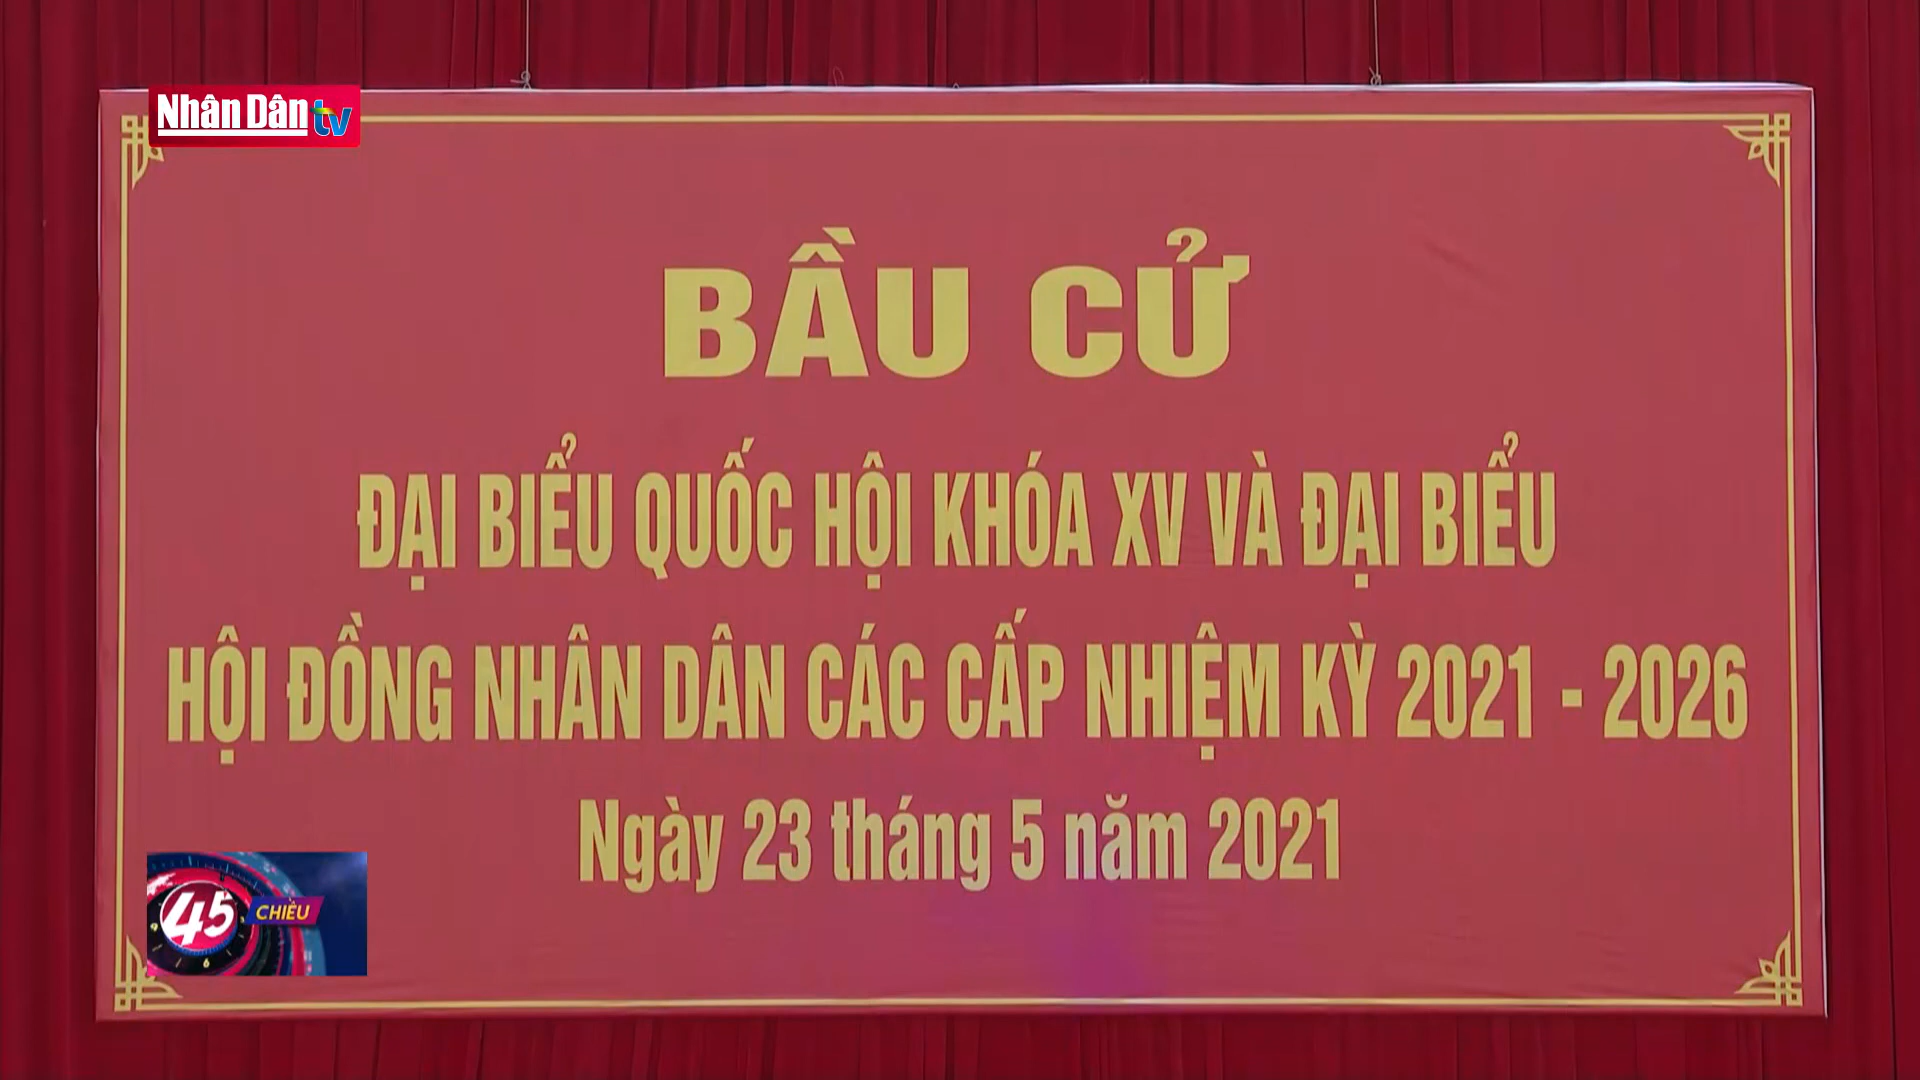 Nhân Dân tv
BẦU CỬ
ĐẠI BIỂU QUỐC HỘI KHÓA XV VÀ ĐẠI BIỂU
HỘI ĐỒNG NHÂN DÂN CÁC CẤP NHIỆM KỲ 2021 - 2026
Ngày 23 tháng 5 năm 2021
45 CHIỀU